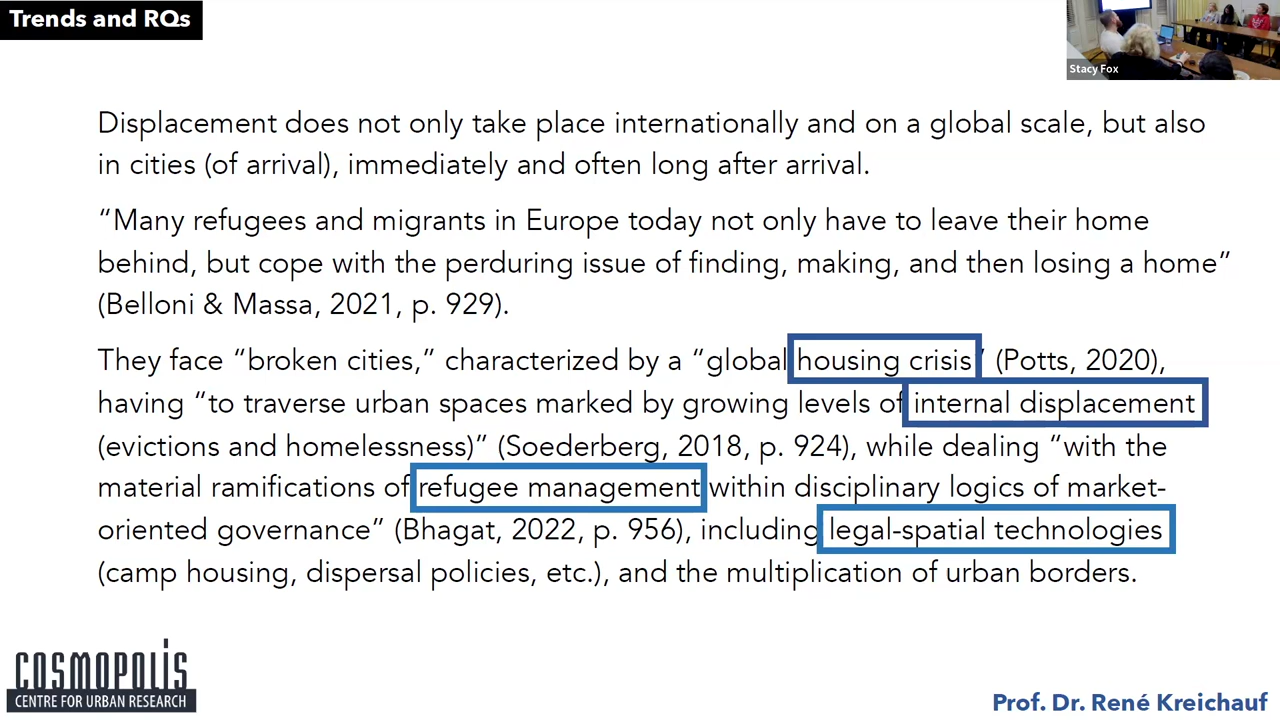 Trends and RQs
Stacy Fox
Displacement does not only take place internationally and on a global scale, but also
in cities (of arrival), immediately and often long after arrival.
“Many refugees and migrants in Europe today not only have to leave their home
behind, but cope with the perduring issue of finding, making, and then losing a home”
(Belloni & Massa, 2021, p. 929).
They face “broken cities,” characterized by a “global housing crisis” (Potts, 2020),
having “to traverse urban spaces marked by growing levels of internal displacement
(evictions and homelessness)” (Soederberg, 2018, p. 924), while dealing “with the
material ramifications of refugee management within disciplinary logics of market-
oriented governance” (Bhagat, 2022, p. 956), including legal-spatial technologies
(camp housing, dispersal policies, etc.), and the multiplication of urban borders.
COSMOPOLIS
CENTRE FOR URBAN RESEARCH
Prof. Dr. René Kreichauf